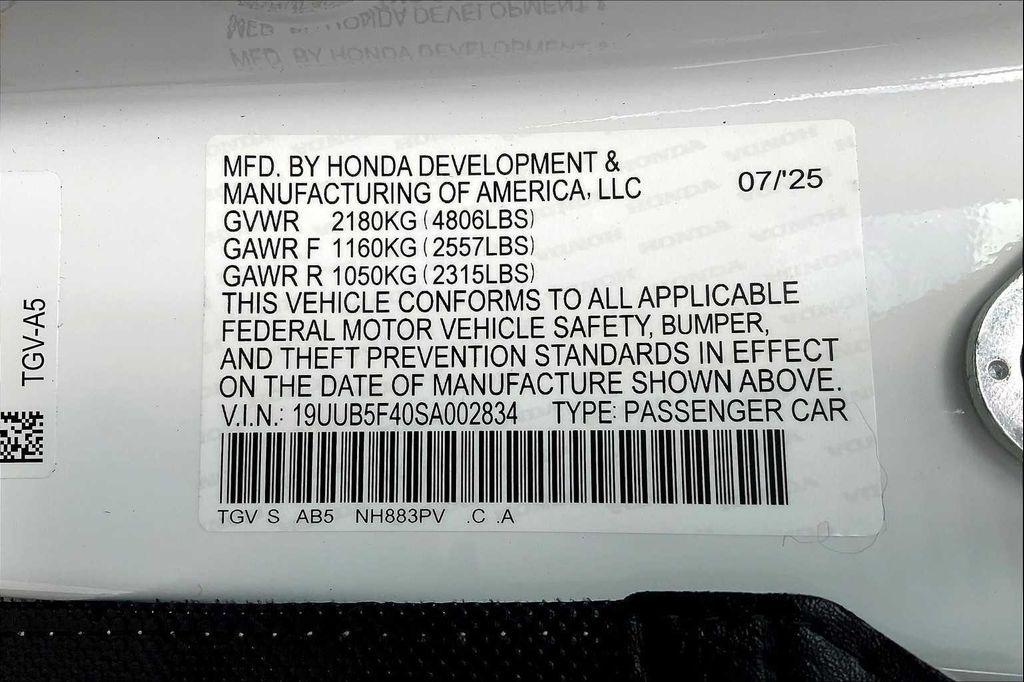 MFD. BY HONDA DEVELOPMENT &
MANUFACTURING OF AMERICA, LLC 07/'25
GVWR 2180KG (4806LBS)
GAWR F 1160KG (2557LBS)
GAWR R 1050KG (2315LBS)
THIS VEHICLE CONFORMS TO ALL APPLICABLE
FEDERAL MOTOR VEHICLE SAFETY, BUMPER,
AND THEFT PREVENTION STANDARDS IN EFFECT
ON THE DATE OF MANUFACTURE SHOWN ABOVE.
V.I.N.: 19UUB5F40SA002834 TYPE: PASSENGER CAR
TGV S AB5 NH883PV .C .A
TGV-A5